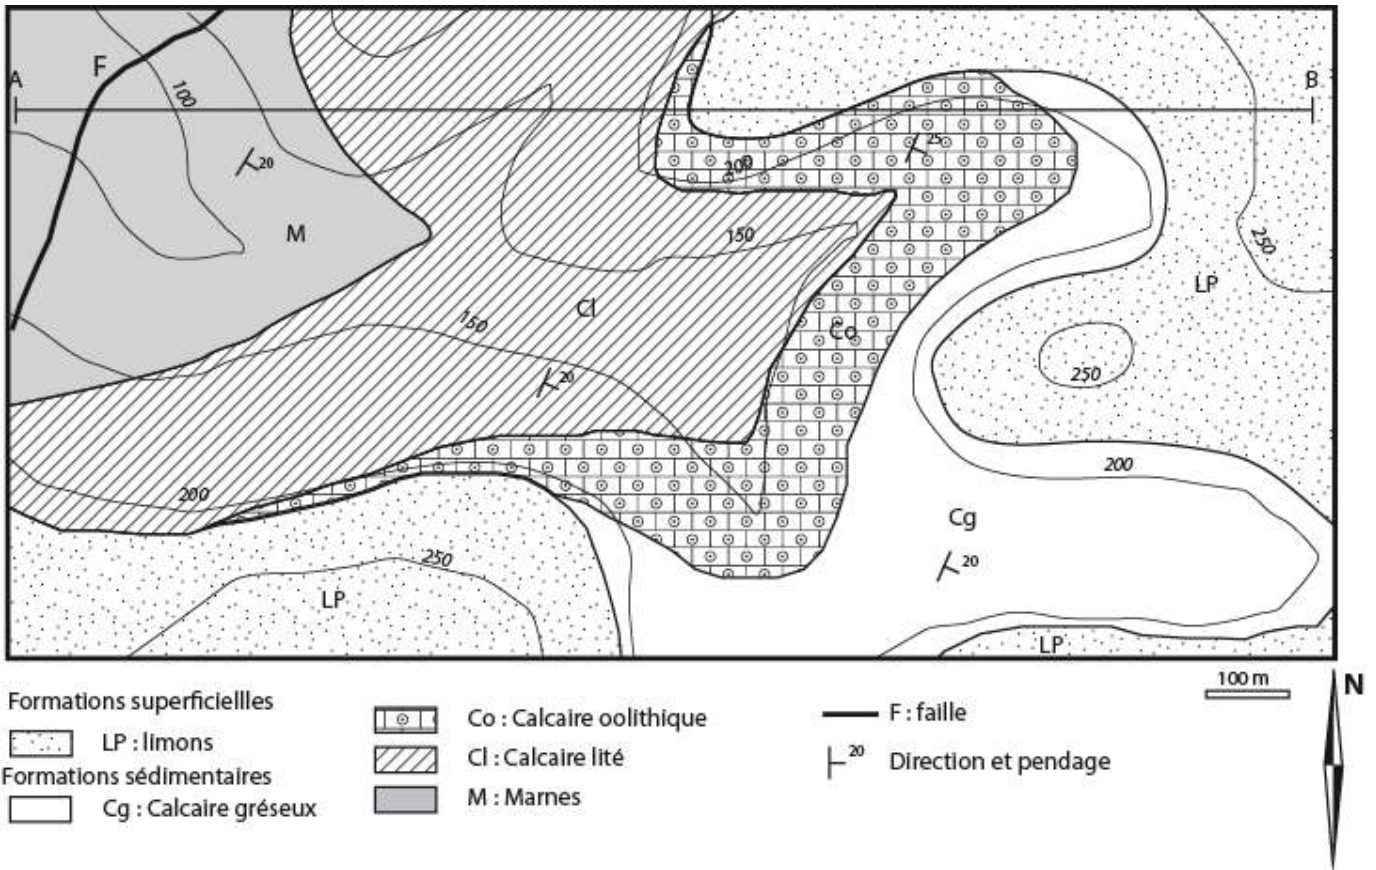 F
A
B
100
20
25
200
M
150
LP
250
Cl
150
Co
20
250
200
200
Cg
250
20
LP
LP
100 m
N
Formations superficiellles
LP : limons
Formations sédimentaires
Cg : Calcaire gréseux
Co : Calcaire oolithique
Cl : Calcaire lité
M : Marnes
F : faille
20
Direction et pendage